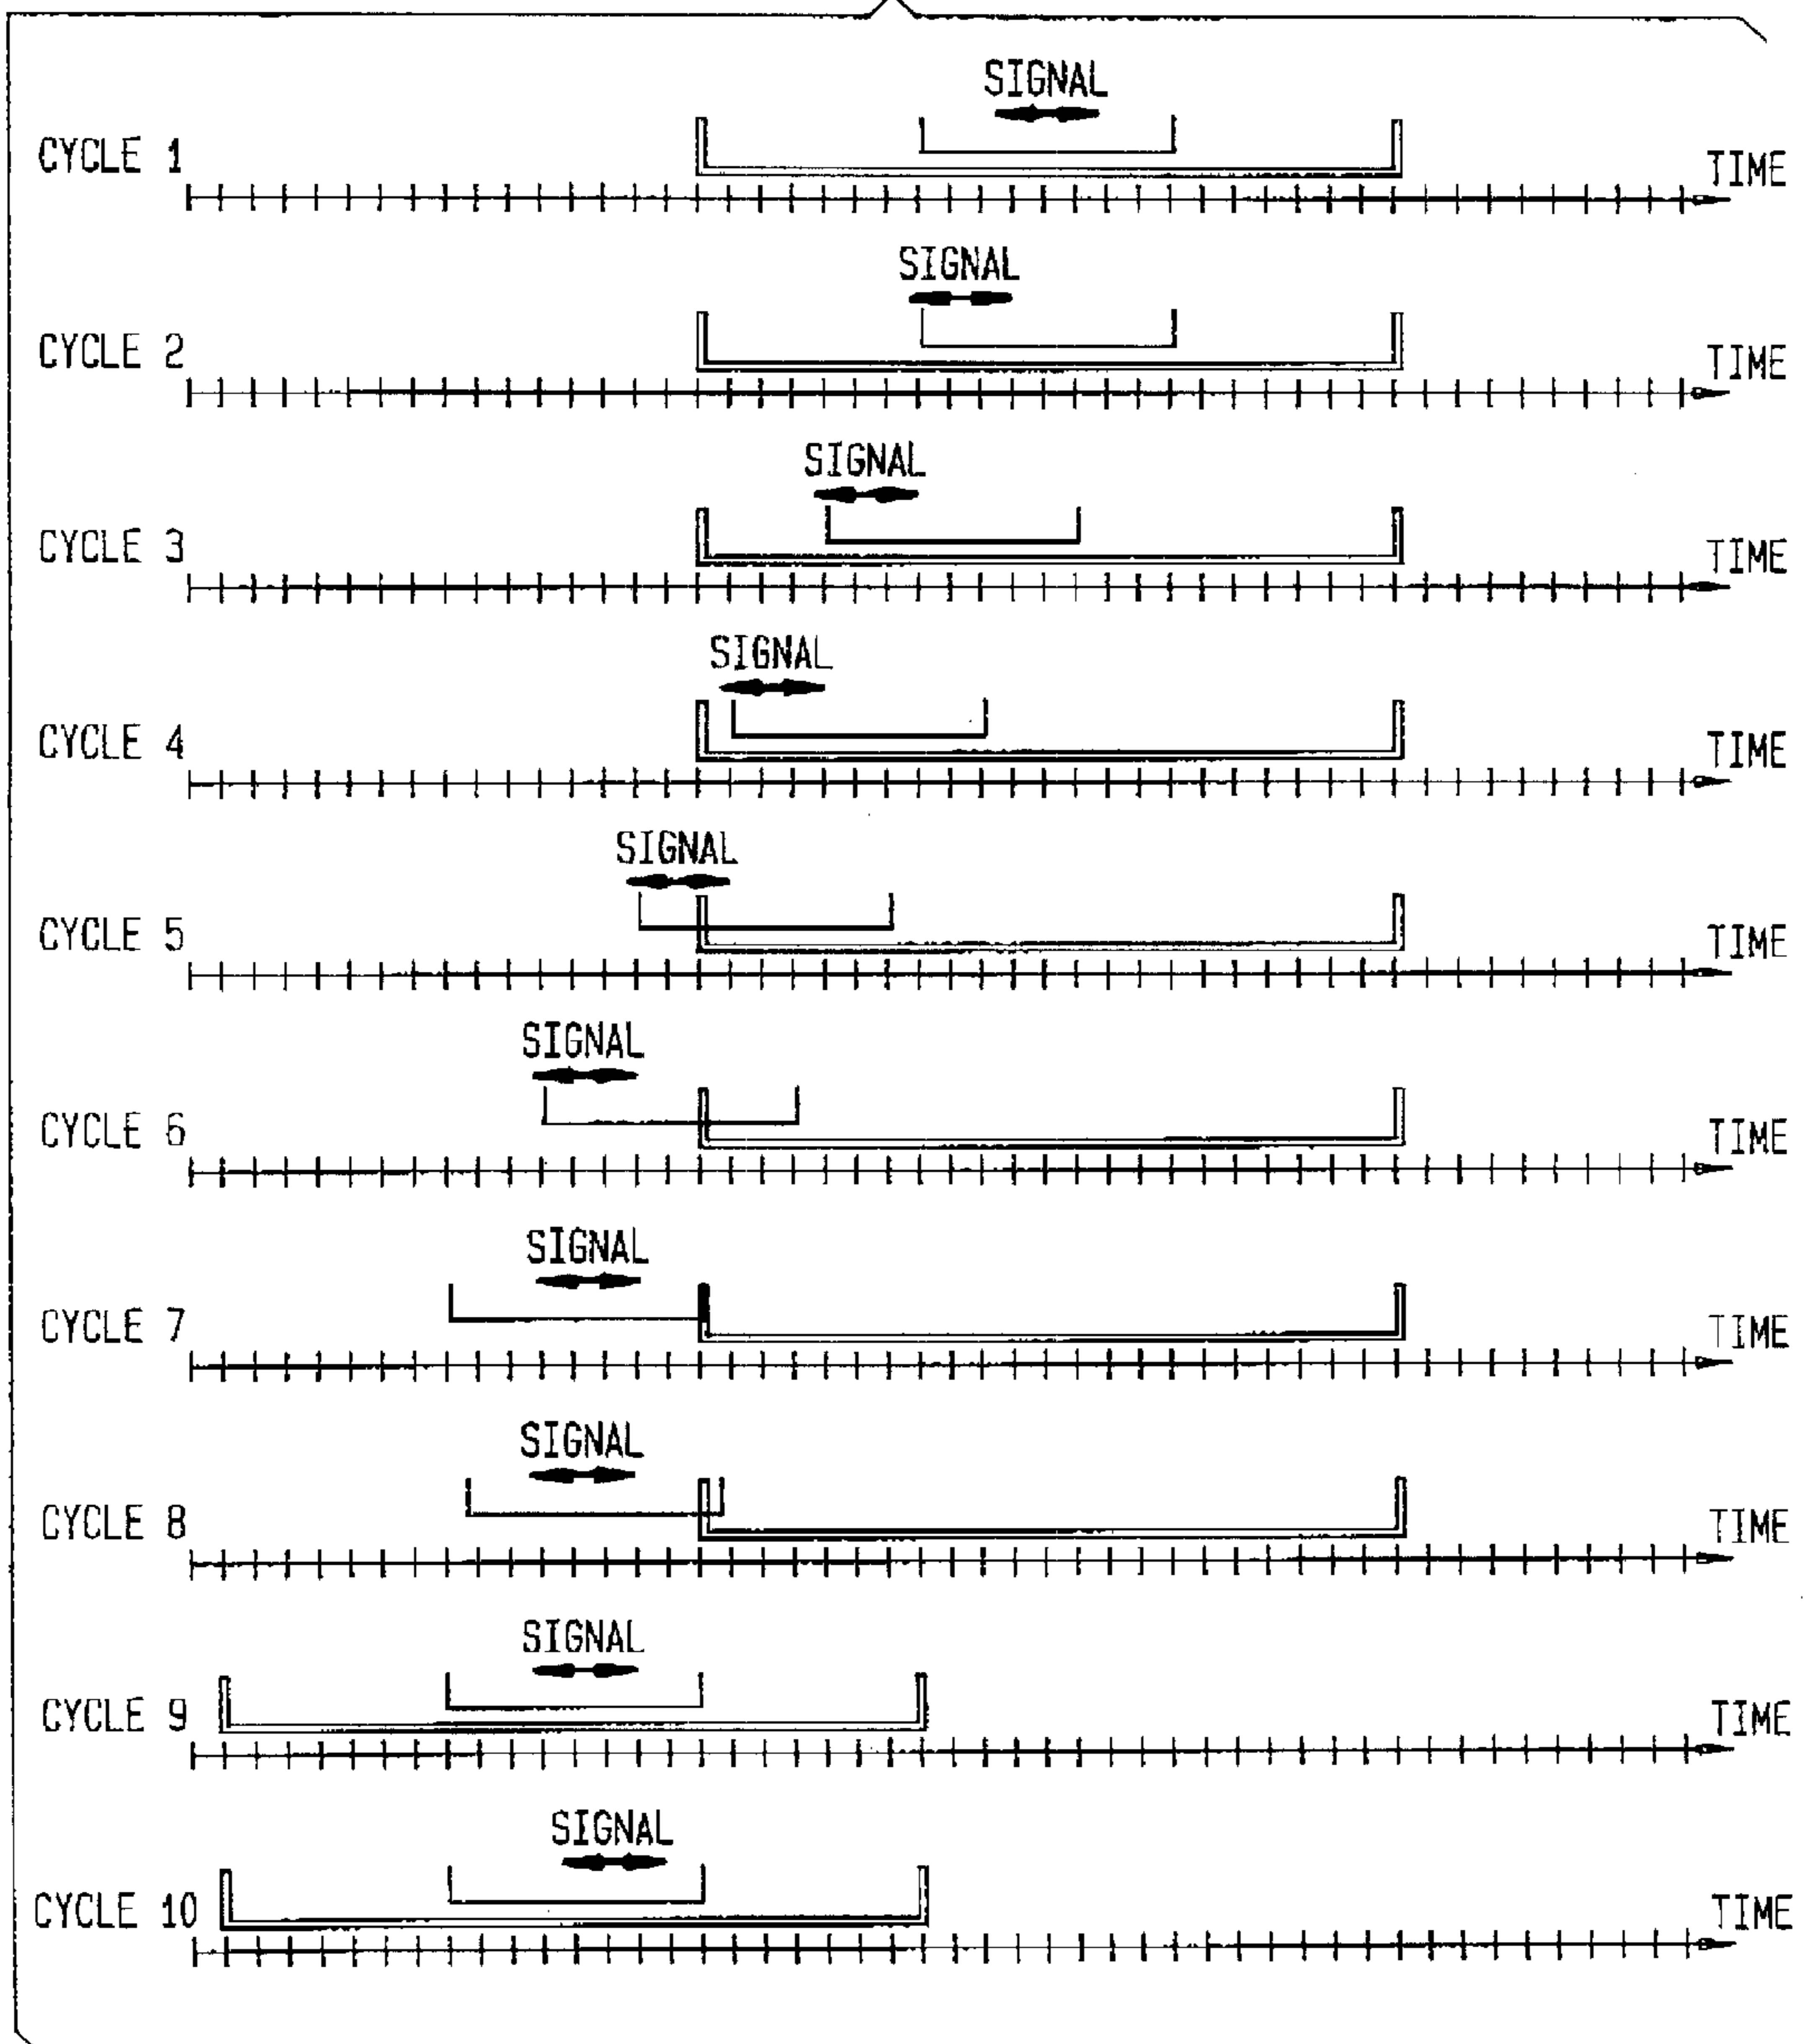 SIGNAL
CYCLE 1 TIME
SIGNAL
CYCLE 2 TIME
SIGNAL
CYCLE 3 TIME
SIGNAL
CYCLE 4 TIME
SIGNAL
CYCLE 5 TIME
SIGNAL
CYCLE 6 TIME
SIGNAL
CYCLE 7 TIME
SIGNAL
CYCLE 8 TIME
SIGNAL
CYCLE 9 TIME
SIGNAL
CYCLE 10 TIME